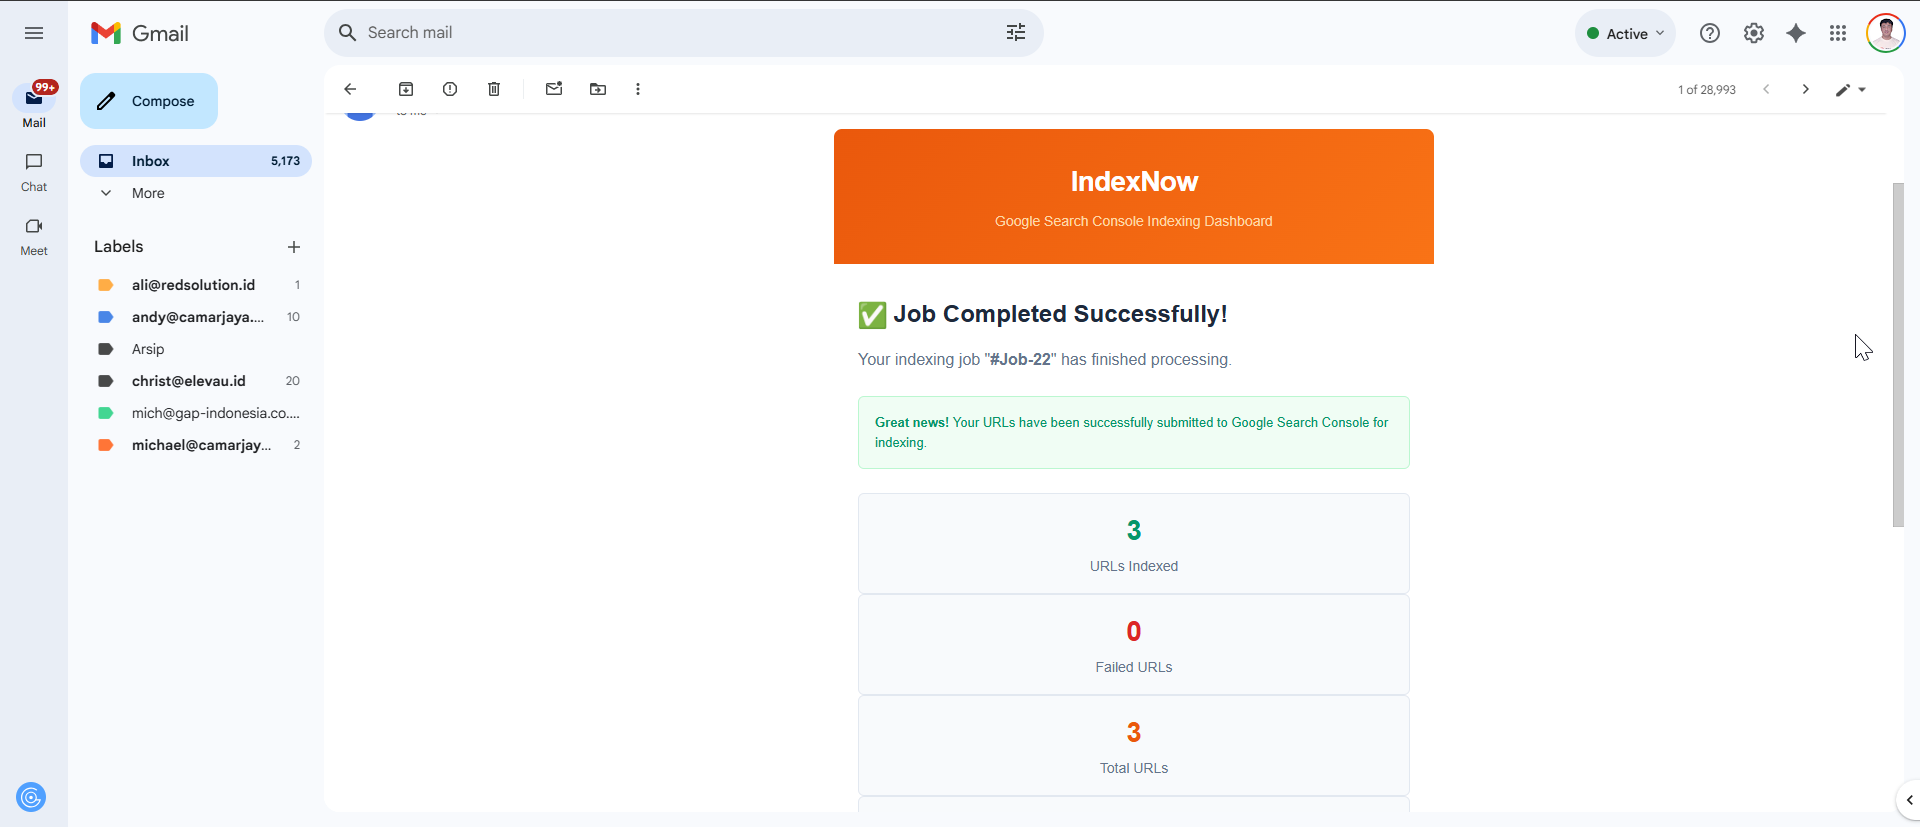 Gmail
Search mail
Active
99+
Mail
Chat
Meet
Compose
Inbox 5,173
More
Labels
ali@redsolution.id 1
andy@camarjaya.... 10
Arsip
christ@elevau.id 20
mich@gap-indonesia.co....
michael@camarjay... 2
1 of 28,993
to me
IndexNow
Google Search Console Indexing Dashboard
✅ Job Completed Successfully!
Your indexing job "#Job-22" has finished processing.
Great news! Your URLs have been successfully submitted to Google Search Console for
indexing.
3
URLs Indexed
0
Failed URLs
3
Total URLs